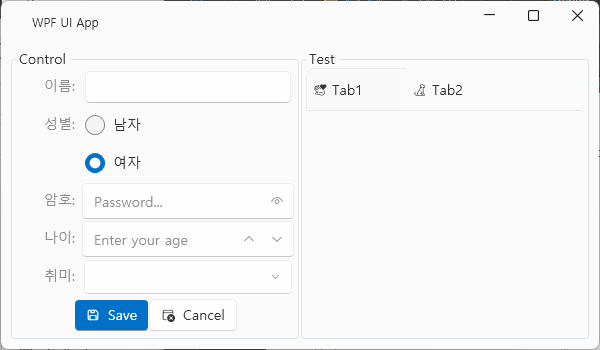 WPF UI App
Control
이름:
성별:
남자
여자
암호:
Password...
나이:
Enter your age
취미:
Save
Cancel
Test
Tab1
Tab2